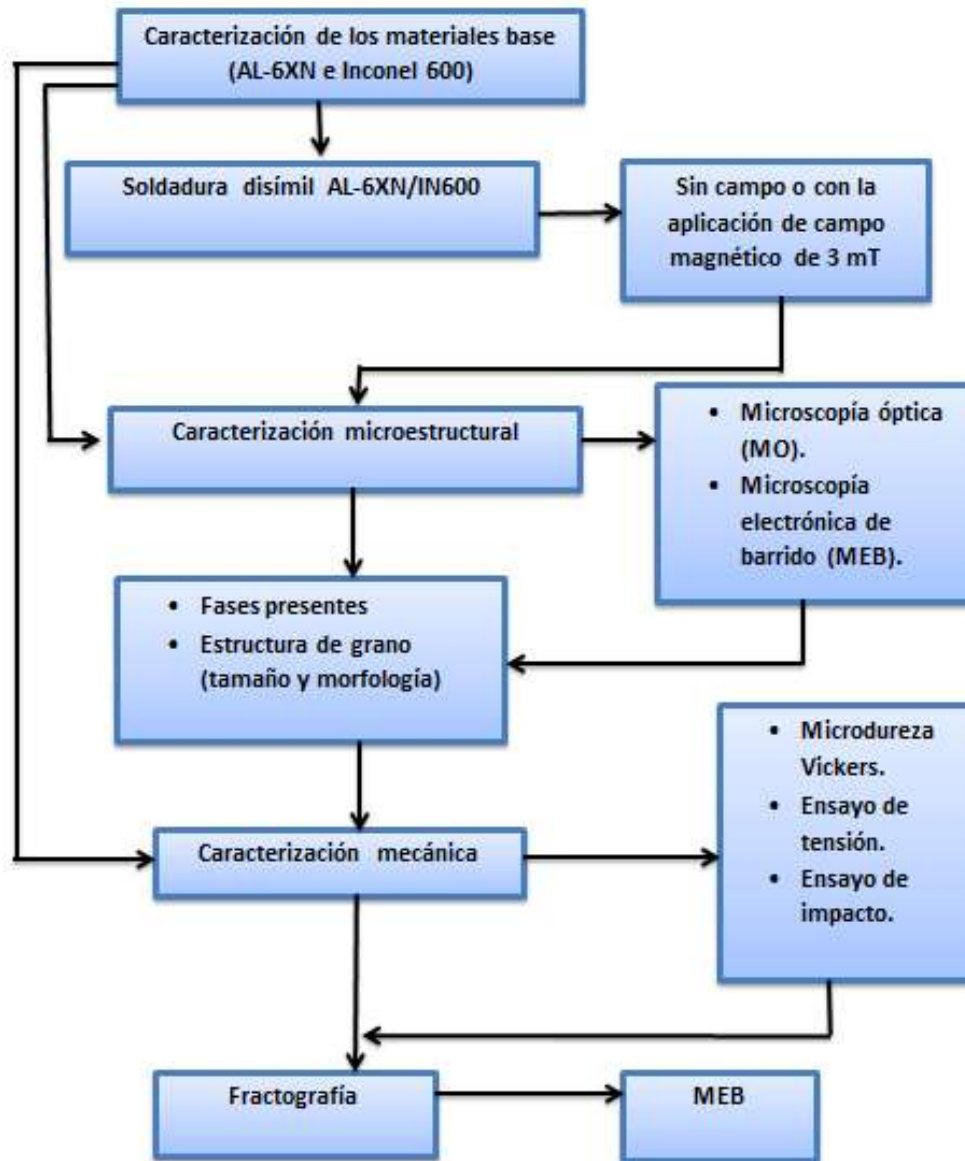 Caracterización de los materiales base
(AL-6XN e Inconel 600)
Soldadura disímil AL-6XN/IN600
Sin campo o con la
aplicación de campo
magnético de 3 mT
Caracterización microestructural
• Microscopía óptica
(MO).
• Microscopía
electrónica de
barrido (MEB).
• Fases presentes
• Estructura de grano
(tamaño y morfología)
• Microdureza
Vickers.
• Ensayo de
tensión.
• Ensayo de
impacto.
Caracterización mecánica
Fractografía
MEB